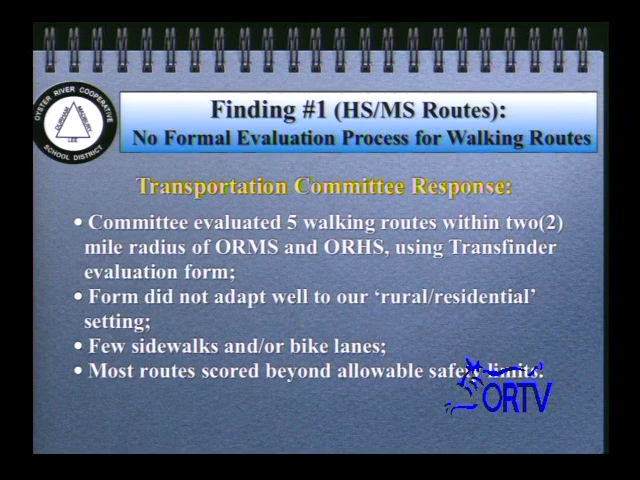 OYSTER RIVER COOPERATIVE
DURHAM
MADBURY
LEE
SCHOOL DISTRICT
Finding #1 (HS/MS Routes):
No Formal Evaluation Process for Walking Routes
Transportation Committee Response:
• Committee evaluated 5 walking routes within two(2)
mile radius of ORMS and ORHS, using Transfinder
evaluation form;
• Form did not adapt well to our ‘rural/residential’
setting;
• Few sidewalks and/or bike lanes;
• Most routes scored beyond allowable safety limits.
ORTV